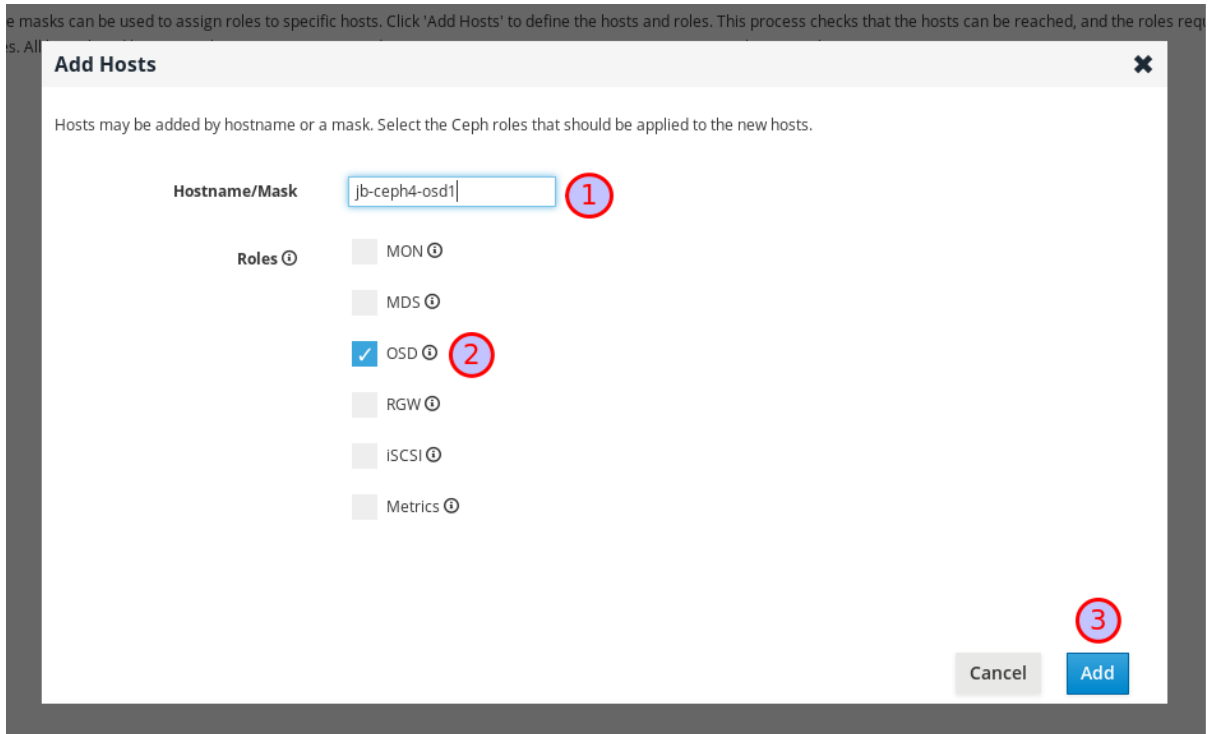 e masks can be used to assign roles to specific hosts. Click 'Add Hosts' to define the hosts and roles. This process checks that the hosts can be reached, and the roles requ
es. All
Add Hosts
Hosts may be added by hostname or a mask. Select the Ceph roles that should be applied to the new hosts.
Hostname/Mask jb-ceph4-osd1 1
Roles MON
MDS
OSD 2
RGW
iSCSI
Metrics
3
Cancel Add